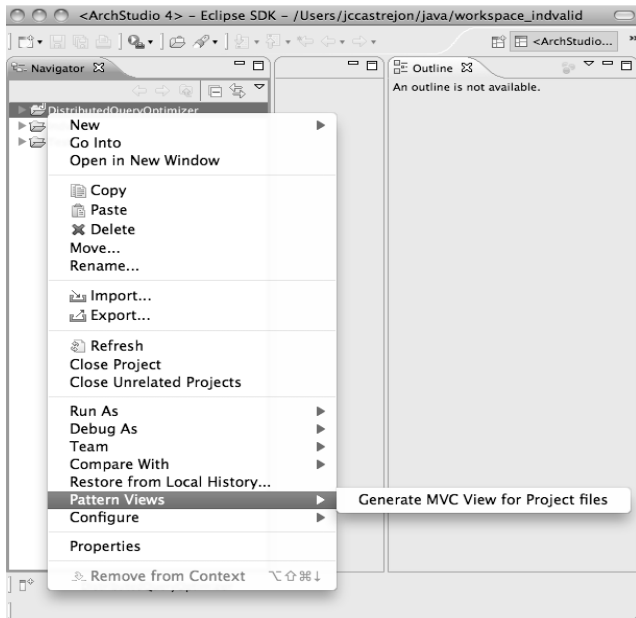 <ArchStudio 4> - Eclipse SDK - /Users/jccastrejon/java/workspace_indvalid
<ArchStudio...
Navigator
Outline
An outline is not available.
DistributedQueryOptimizer
New
Go Into
Open in New Window
Copy
Paste
Delete
Move...
Rename...
Import...
Export...
Refresh
Close Project
Close Unrelated Projects
Run As
Debug As
Team
Compare With
Restore from Local History...
Pattern Views
Generate MVC View for Project files
Configure
Properties
Remove from Context ⌥⇧⌘↓